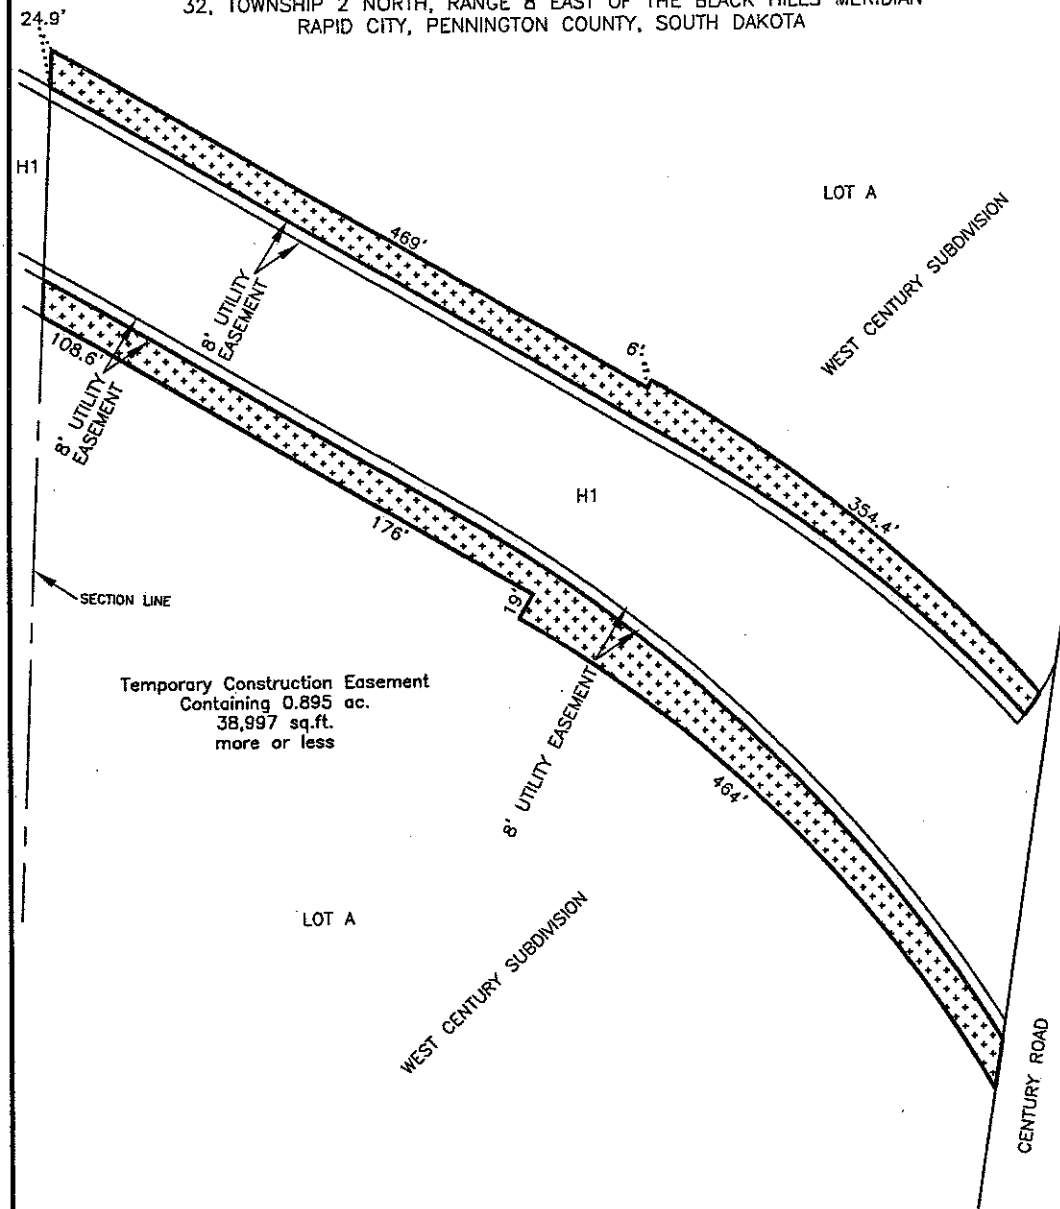 32, TOWNSHIP 2 NORTH, RANGE 8 EAST OF THE BLACK HILLS MERIDIAN
RAPID CITY, PENNINGTON COUNTY, SOUTH DAKOTA
24.9'
H1
LOT A
WEST CENTURY SUBDIVISION
469'
8' UTILITY
EASEMENT
6'
108.6'
8' UTILITY
EASEMENT
H1
354.4'
176'
19'
SECTION LINE
Temporary Construction Easement
Containing 0.895 ac.
38,997 sq.ft.
more or less
8' UTILITY EASEMENT
464'
LOT A
WEST CENTURY SUBDIVISION
CENTURY ROAD